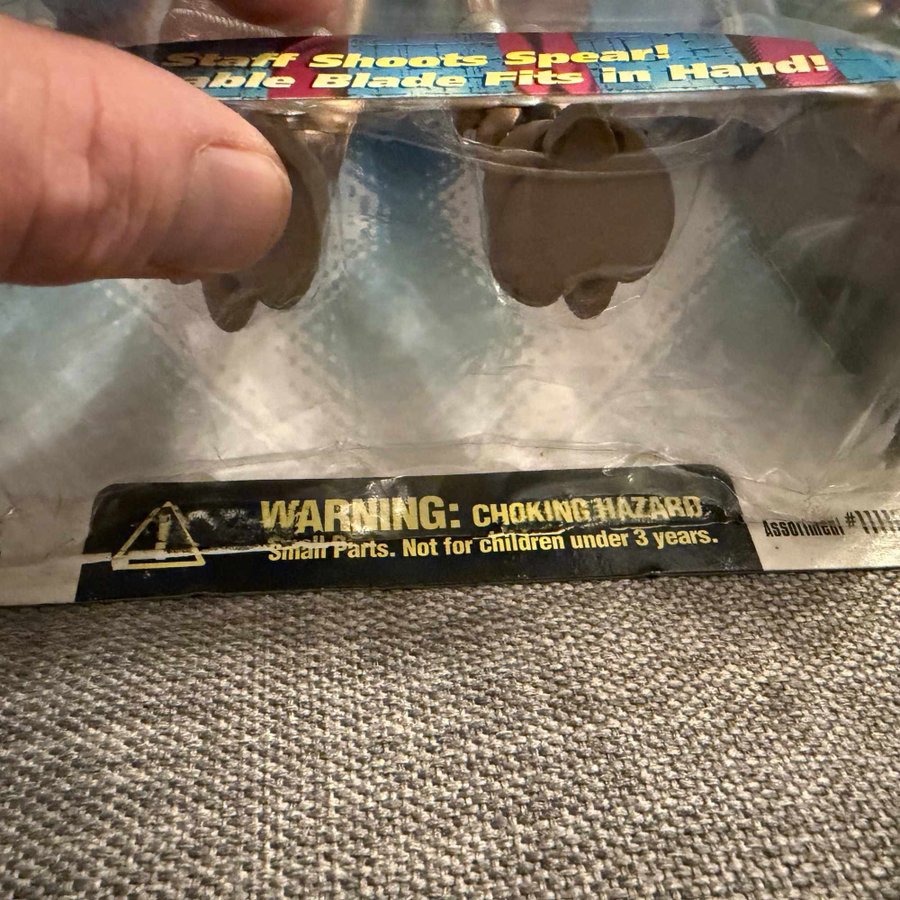 Staff Shoots Spear!
able Blade Fits in Hand!
WARNING: CHOKING HAZARD
Small Parts. Not for children under 3 years.
Assortment